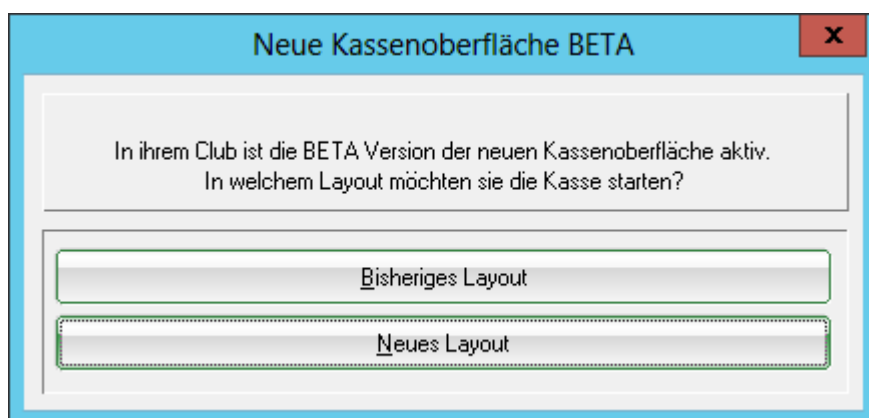 Neue Kassenoberfläche BETA
x
In ihrem Club ist die BETA Version der neuen Kassenoberfläche aktiv.
In welchem Layout möchten sie die Kasse starten?
Bisheriges Layout
Neues Layout